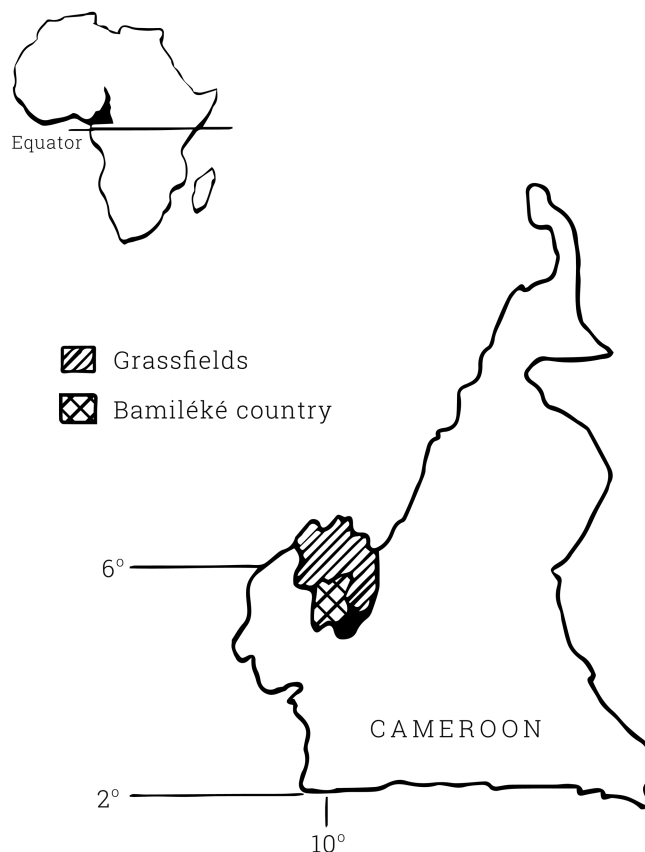 Equator
Grassfields
Bamiléké country
6°
CAMEROON
2°
10°